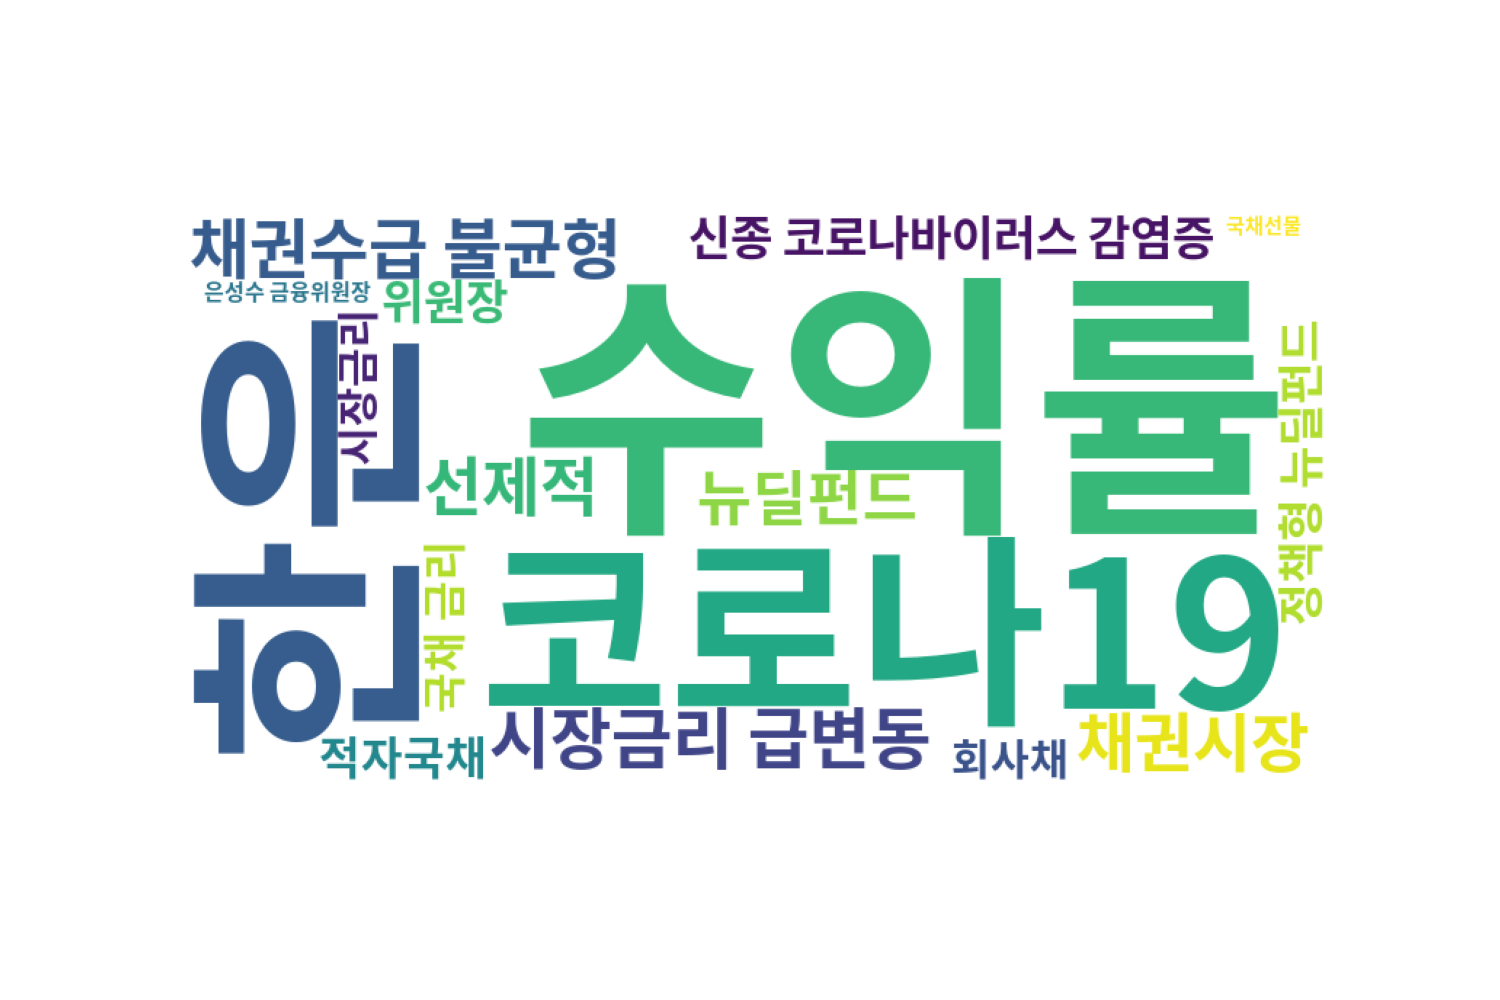 채권수급 불균형
신종 코로나바이러스 감염증
국채선물
은성수 금융위원장
위원장
수익률
한은
시장금리
선제적
뉴딜펀드
정책형 뉴딜펀드
국채 금리
코로나19
적자국채
시장금리 급변동
회사채
채권시장